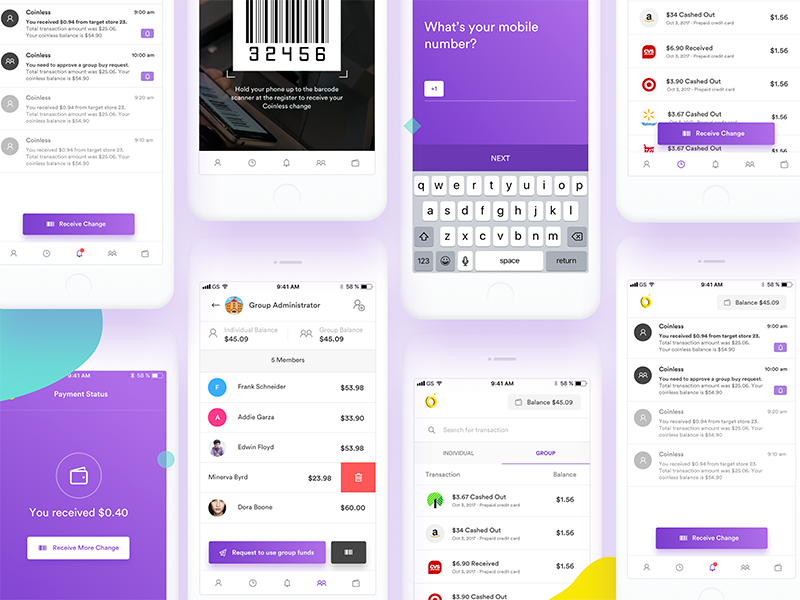 Coinless
9:00 am
You received $0.94 from target store 23.
Total transaction amount was $25.06.
Your coinless balance is $54.90
Coinless
10:00 am
You need to approve a group buy request.
Total transaction amount was $25.06. Your
coinless balance is $54.90
Coinless
9:20 am
You received $0.94 from target store 23.
Total transaction amount was $25.06. Your
coinless balance is $54.90
Coinless
9:10 am
You received $0.94 from target store 23.
Total transaction amount was $25.06. Your
coinless balance is $54.90
Receive Change
9:41 AM
58 %
Payment Status
You received $0.40
Receive More Change
32456
Hold your phone up to the barcode
scanner at the register to receive your
Coinless change
GS
9:41 AM
58 %
Group Administrator
Individual Balance
$45.09
Group Balance
$45.09
5 Members
F
Frank Schneider
$53.98
A
Addie Garza
$33.90
Edwin Floyd
$53.98
Minerva Byrd
$23.98
Dora Boone
$60.00
Request to use group funds
What's your mobile
number?
+1
NEXT
q w e r t y u i o p
a s d f g h j k l
z x c v b n m
123
space
return
GS
9:41 AM
58 %
Balance $45.09
Search for transaction
INDIVIDUAL
GROUP
Transaction
Balance
$3.67 Cashed Out
Oct 3, 2017 · Prepaid credit card
$1.56
a
$34 Cashed Out
Oct 3, 2017 · Prepaid credit card
$1.56
CVS
$6.90 Received
Oct 3, 2017 · Prepaid credit card
$1.56
$3.90 Cashed Out
$1.56
a
$34 Cashed Out
Oct 3, 2017 · Prepaid credit card
$1.56
CVS
$6.90 Received
Oct 3, 2017 · Prepaid credit card
$1.56
$3.90 Cashed Out
Oct 3, 2017 · Prepaid credit card
$1.56
Walmart
$3.67 Cashed Out
$1.56
Receive Change
$3.67 Cashed Out
$1.56
GS
9:41 AM
58 %
Balance $45.09
Coinless
9:00 am
You received $0.94 from target store 23.
Total transaction amount was $25.06.
Your coinless balance is $54.90
Coinless
10:00 am
You need to approve a group buy request.
Total transaction amount was $25.06. Your
coinless balance is $54.90
Coinless
9:20 am
You received $0.94 from target store 23.
Total transaction amount was $25.06. Your
coinless balance is $54.90
Coinless
9:10 am
You received $0.94 from target store 23.
Total transaction amount was $25.06. Your
coinless balance is $54.90
Receive Change